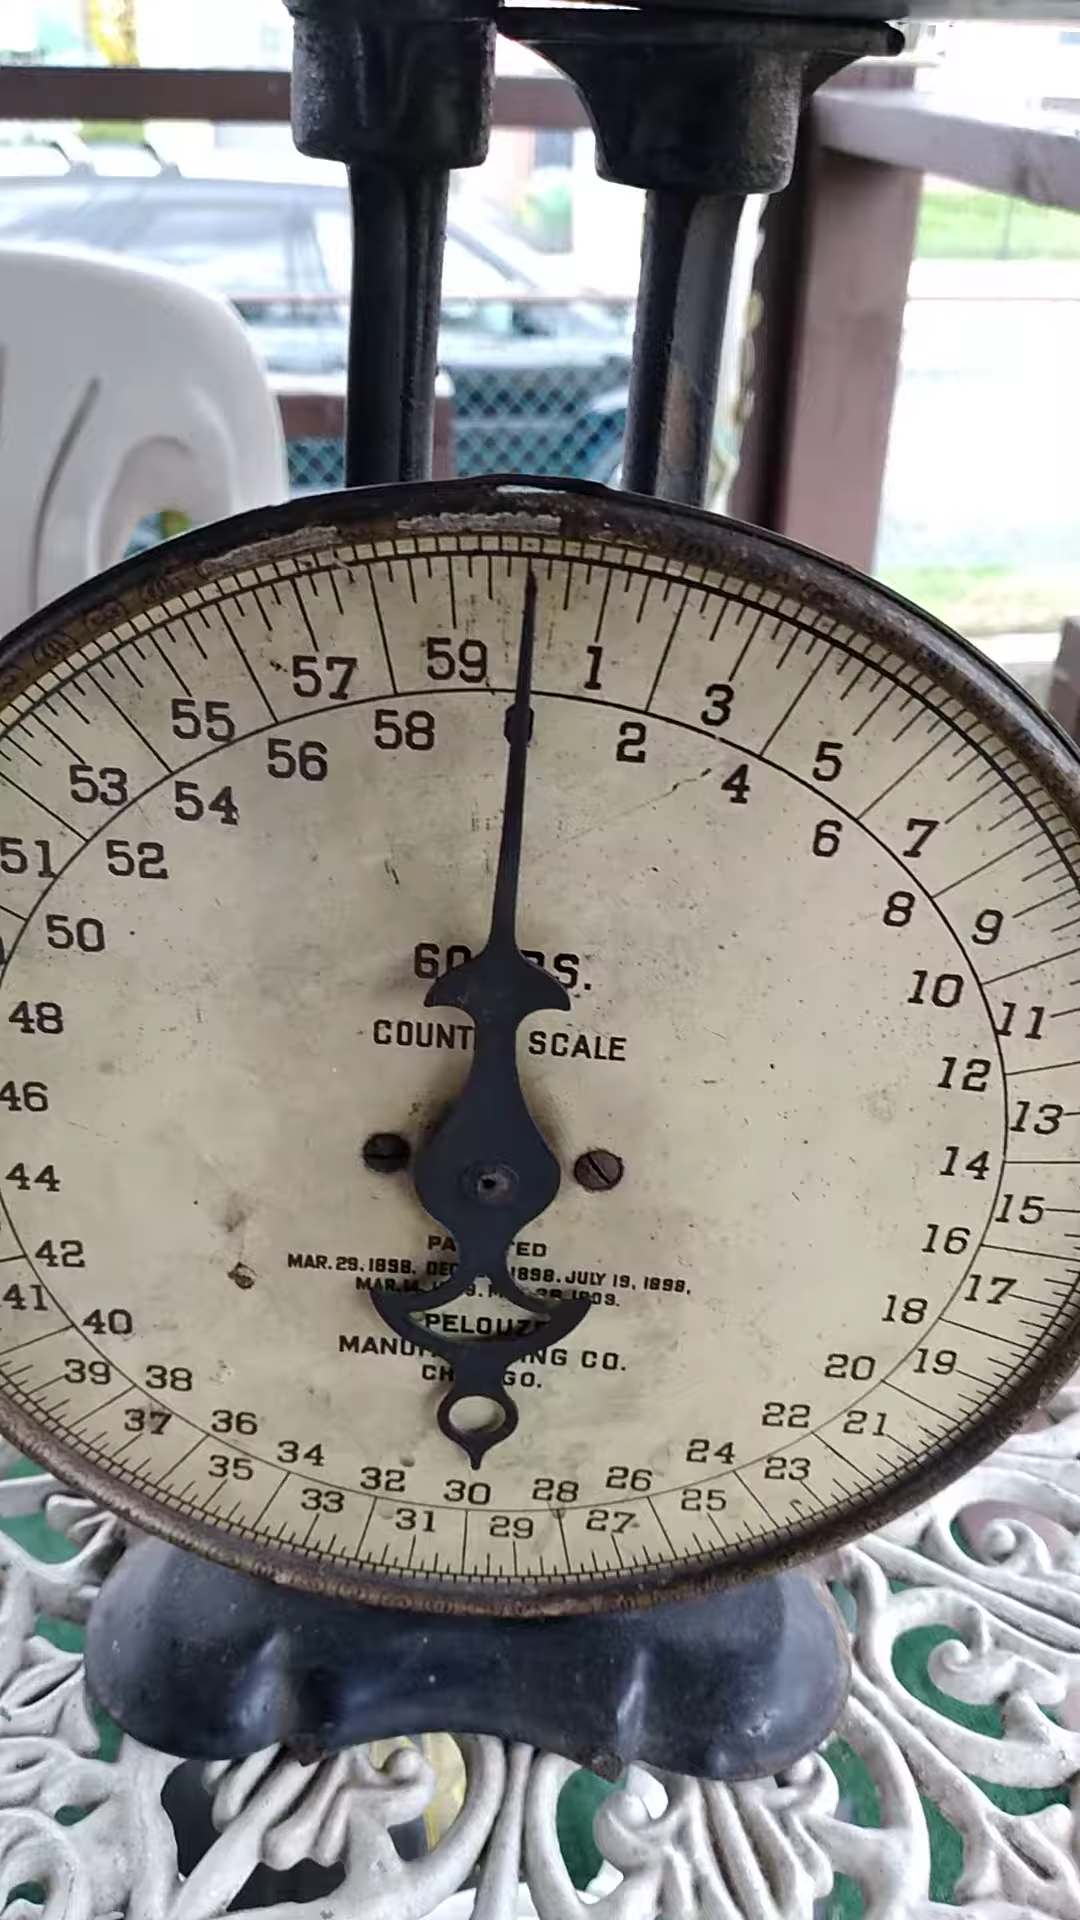 59 1
57 3
58 2
55 5
56 4
53 54 6 7
51 52 8 9
50 10 11
48 12 13
46 14 15
44 16 17
42 18 19
41 40 20 21
39 38 22 23
37 36 24 25
35 34 26 27
33 32 30 28
31 29
COUNT SCALE
MAR. 29, 1898. 1898. JULY 19, 1898,
PELOUZE
ING CO.